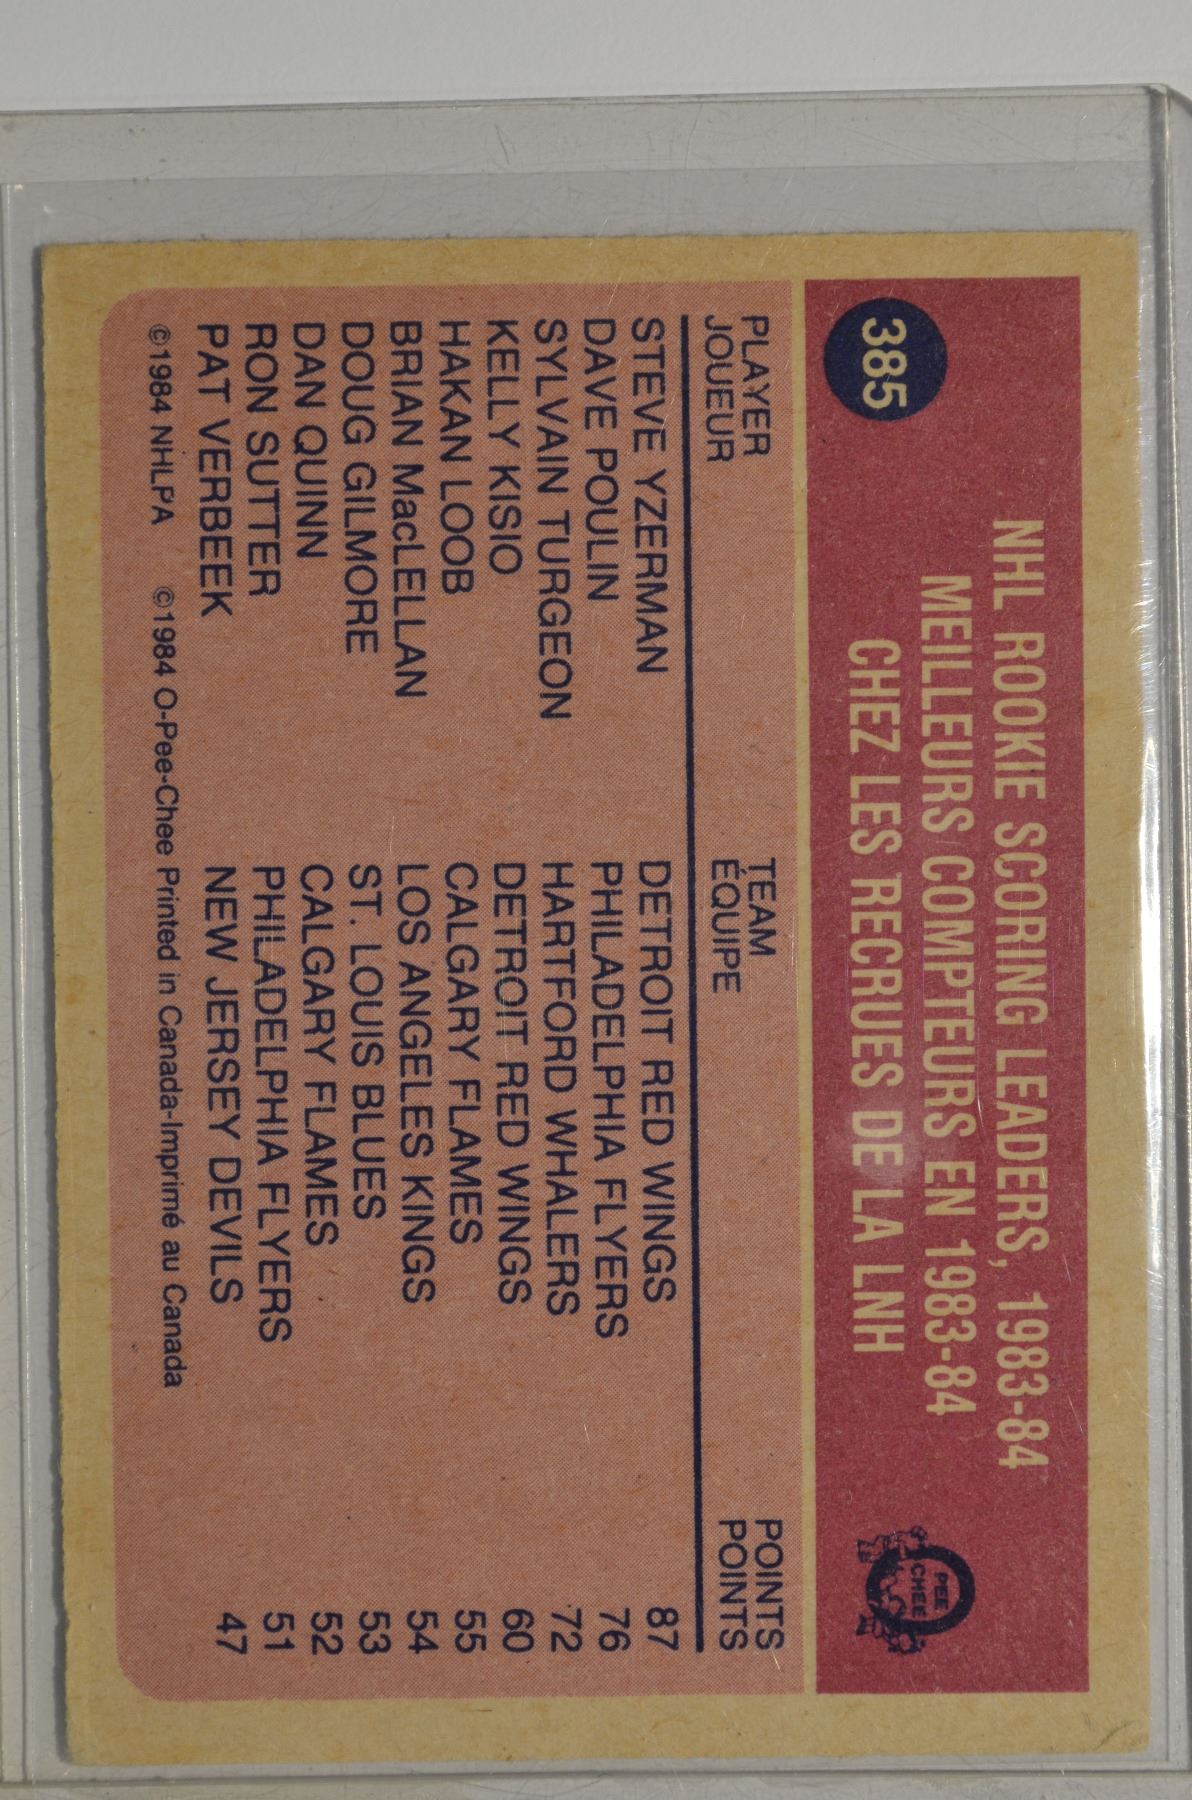 385
NHL ROOKIE SCORING LEADERS, 1983-84
MEILLEURS COMPTEURS EN 1983-84
CHEZ LES RECRUES DE LA LNH
PEE
CHEE
PLAYER TEAM POINTS
JOUEUR ÉQUIPE POINTS
STEVE YZERMAN DETROIT RED WINGS 87
DAVE POULIN PHILADELPHIA FLYERS 76
SYLVAIN TURGEON HARTFORD WHALERS 72
KELLY KISIO DETROIT RED WINGS 60
HAKAN LOOB CALGARY FLAMES 55
BRIAN MacLELLAN LOS ANGELES KINGS 54
DOUG GILMORE ST. LOUIS BLUES 53
DAN QUINN CALGARY FLAMES 52
RON SUTTER PHILADELPHIA FLYERS 51
PAT VERBEEK NEW JERSEY DEVILS 47
©1984 NHLPA ©1984 O-Pee-Chee Printed in Canada-Imprimé au Canada